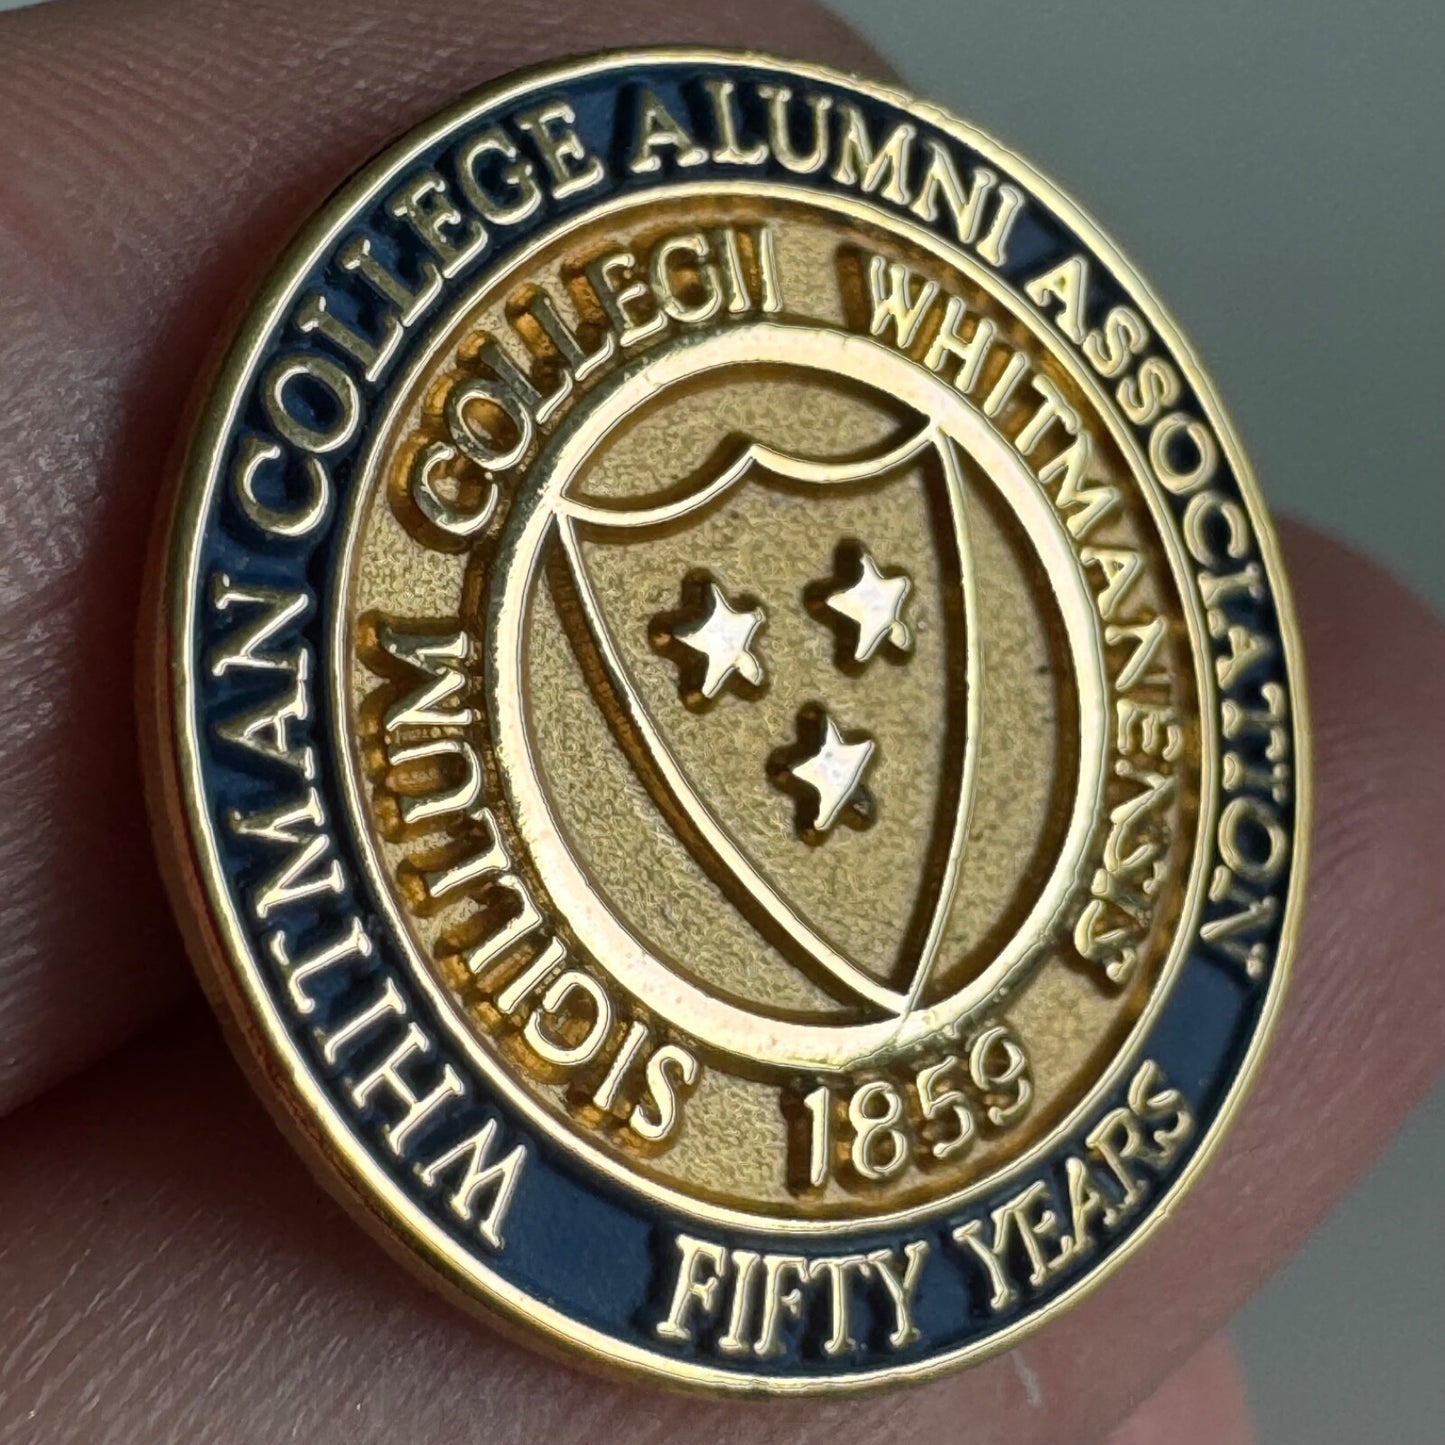 WHITMAN COLLEGE ALUMNI ASSOCIATION
FIFTY YEARS
SIGILLUM COLLEGII WHITMANENSIS
1859